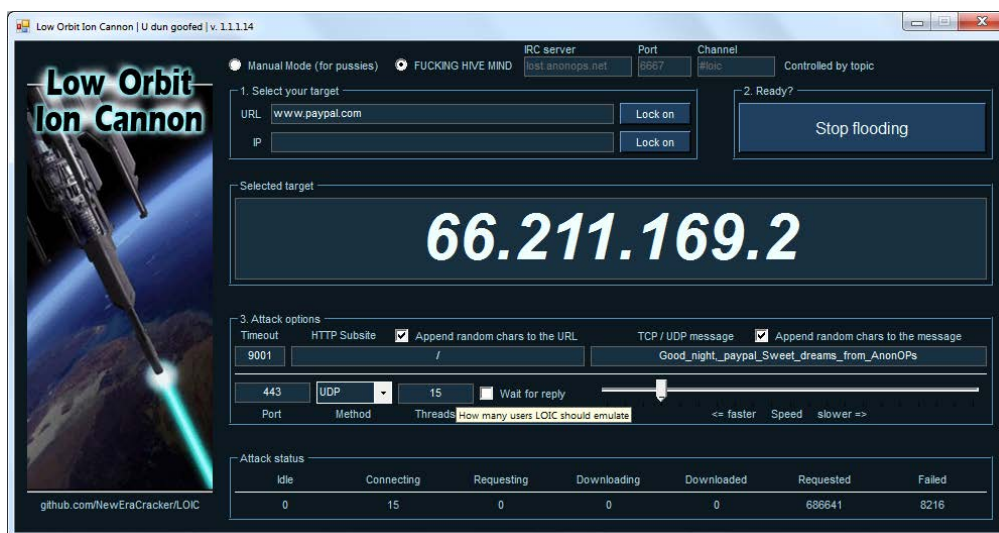 Low Orbit Ion Cannon | U dun goofed | v. 1.1.1.14
Low Orbit
Ion Cannon
IRC server Port Channel
Manual Mode (for pussies) FUCKING HIVE MIND lost.anonops.net 6667 #loic Controlled by topic
1. Select your target
URL www.paypal.com Lock on
IP Lock on
2. Ready?
Stop flooding
Selected target
66.211.169.2
3. Attack options
Timeout HTTP Subsite Append random chars to the URL TCP / UDP message Append random chars to the message
9001 / Good_night,_paypal_Sweet_dreams_from_AnonOPs
443 UDP 15 Wait for reply
Port Method Threads How many users LOIC should emulate <= faster Speed slower =>
Attack status
Idle Connecting Requesting Downloading Downloaded Requested Failed
0 15 0 0 0 686641 8216
github.com/NewEraCracker/LOIC